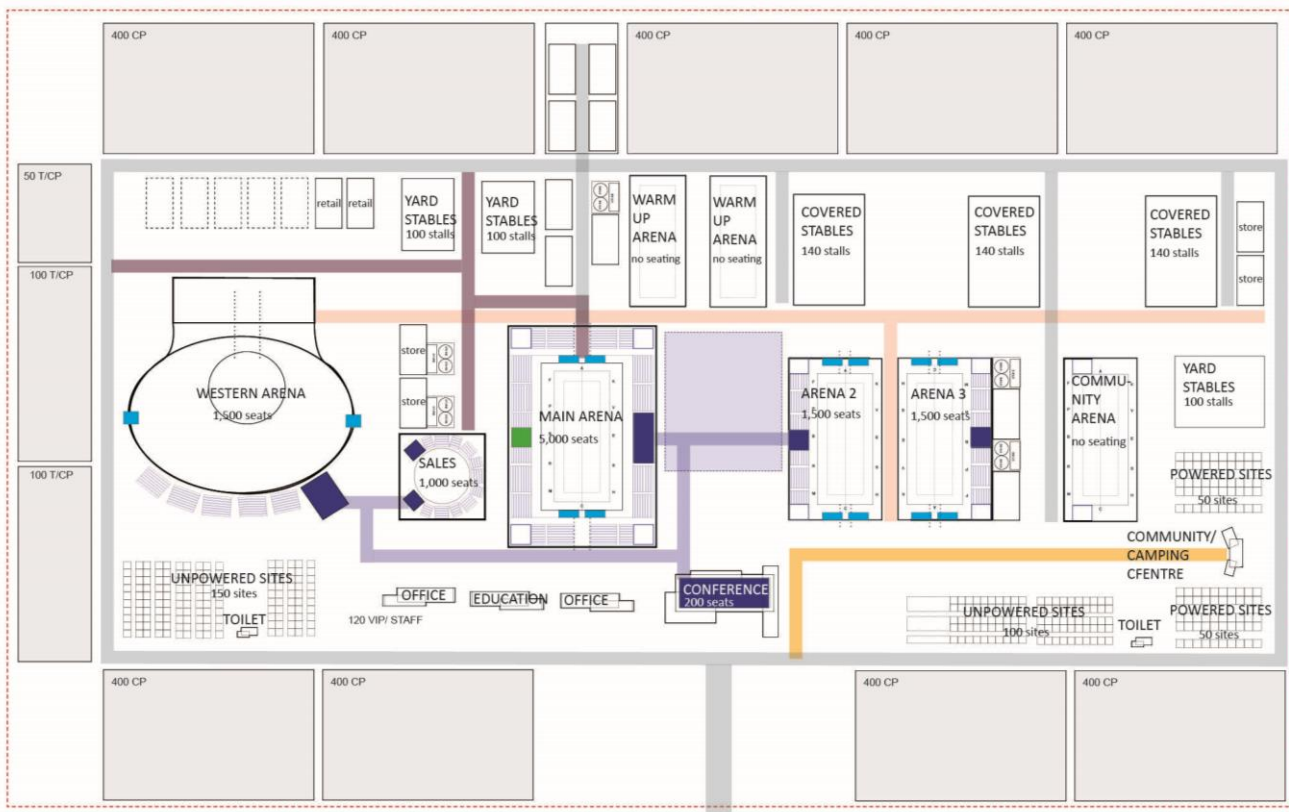 400 CP
400 CP
400 CP
400 CP
400 CP
50 T/CP
100 T/CP
100 T/CP
retail
retail
YARD
STABLES
100 stalls
YARD
STABLES
100 stalls
WARM
UP
ARENA
no seating
WARM
UP
ARENA
no seating
COVERED
STABLES
140 stalls
COVERED
STABLES
140 stalls
COVERED
STABLES
140 stalls
store
store
WESTERN ARENA
1,500 seats
store
store
SALES
1,000 seats
MAIN ARENA
5,000 seats
ARENA 2
1,500 seats
ARENA 3
1,500 seats
COMMU-
NITY
ARENA
no seating
YARD
STABLES
100 stalls
POWERED SITES
50 sites
COMMUNITY/
CAMPING
CFENTRE
UNPOWERED SITES
150 sites
TOILET
OFFICE
EDUCATION
OFFICE
120 VIP/ STAFF
CONFERENCE
200 seats
UNPOWERED SITES
100 sites
TOILET
POWERED SITES
50 sites
400 CP
400 CP
400 CP
400 CP